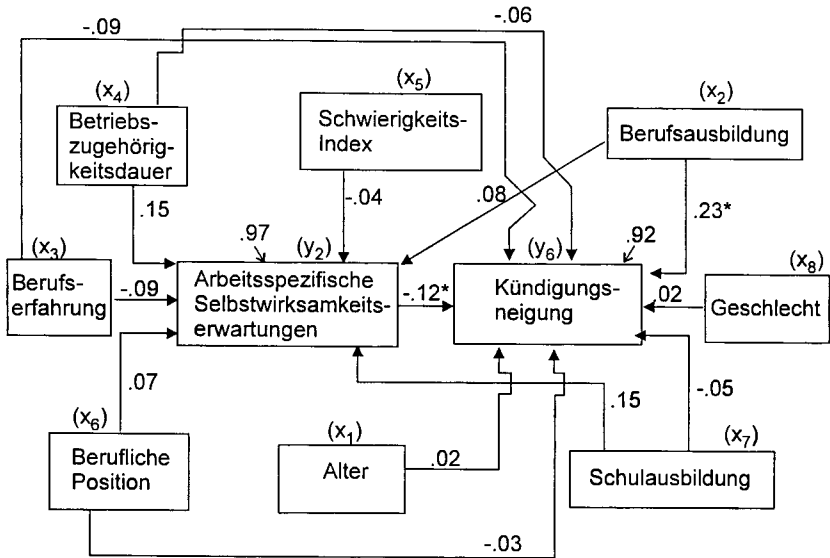 -.09
-.06
(x4)
(x5)
(x2)
Betriebs-
zugehörig-
keitsdauer
Schwierigkeits-
Index
Berufsausbildung
.15
-.04
.08
.23*
(x3)
.97
(y2)
(y6)
.92
(x8)
Berufs-
erfahrung
-.09
Arbeitsspezifische
Selbstwirksamkeits-
erwartungen
-.12*
Kündigungs-
neigung
.02
Geschlecht
.07
.15
-.05
(x6)
(x1)
(x7)
Berufliche
Position
Alter
.02
Schulausbildung
-.03